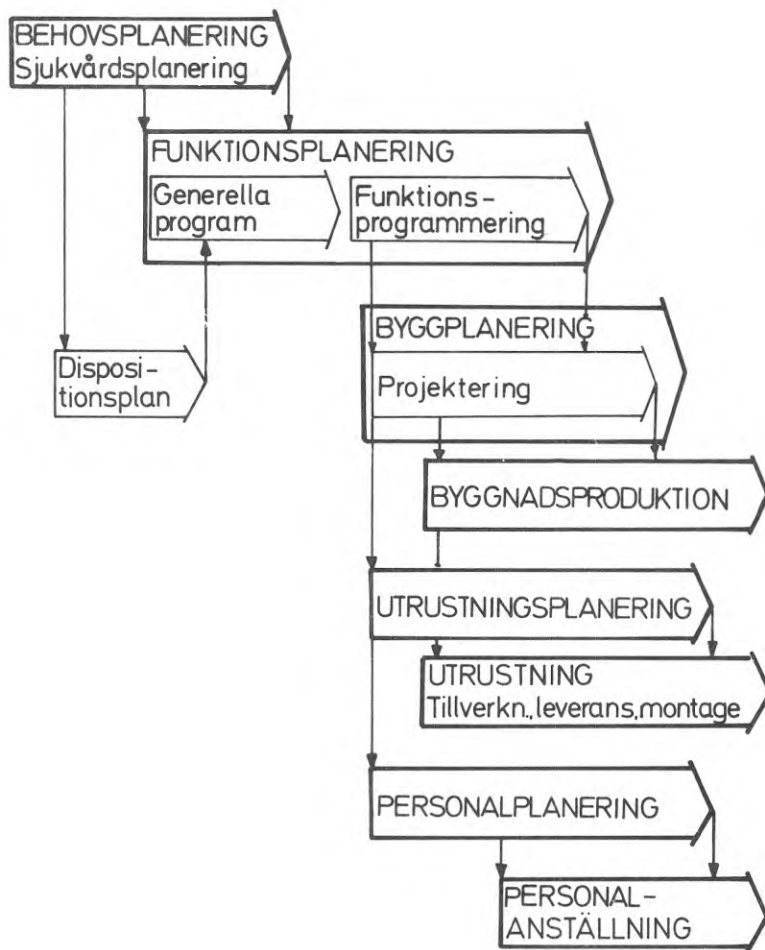 BEHOVSPLANERING
Sjukvårdsplanering
FUNKTIONSPLANERING
Generella
program
Funktions-
programmering
BYGGPLANERING
Disposi-
tionsplan
Projektering
BYGGNADSPRODUKTION
UTRUSTNINGSPLANERING
UTRUSTNING
Tillverkn., leverans, montage
PERSONALPLANERING
PERSONAL-
ANSTÄLLNING